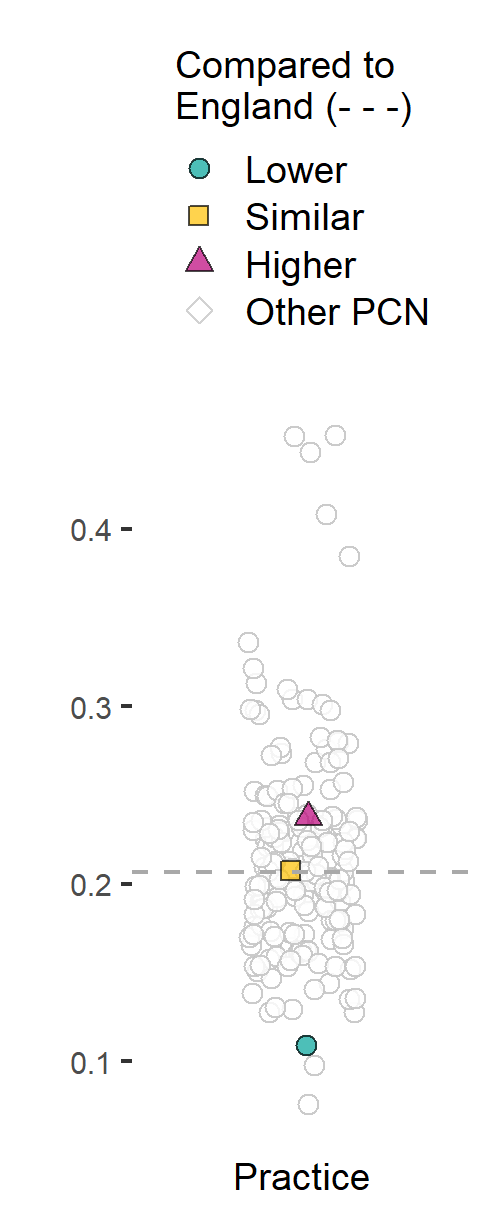 Compared to
England (- - -)
Lower
Similar
Higher
Other PCN
0.4
0.3
0.2
0.1
Practice